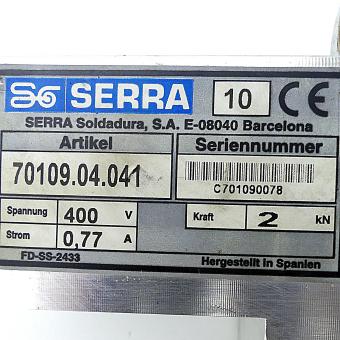 SERRA 10 CE
SERRA Soldadura, S.A. E-08040 Barcelona
Artikel Seriennummer
70109.04.041
C701090078
Spannung 400 V Kraft 2 kN
Strom 0,77 A
FD-SS-2433 Hergestellt in Spanien